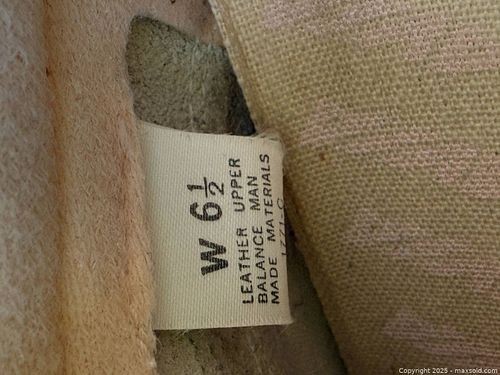 W 6½
LEATHER UPPER
BALANCE MAN
MADE MATERIALS
Copyright 2025 - maxsold.com